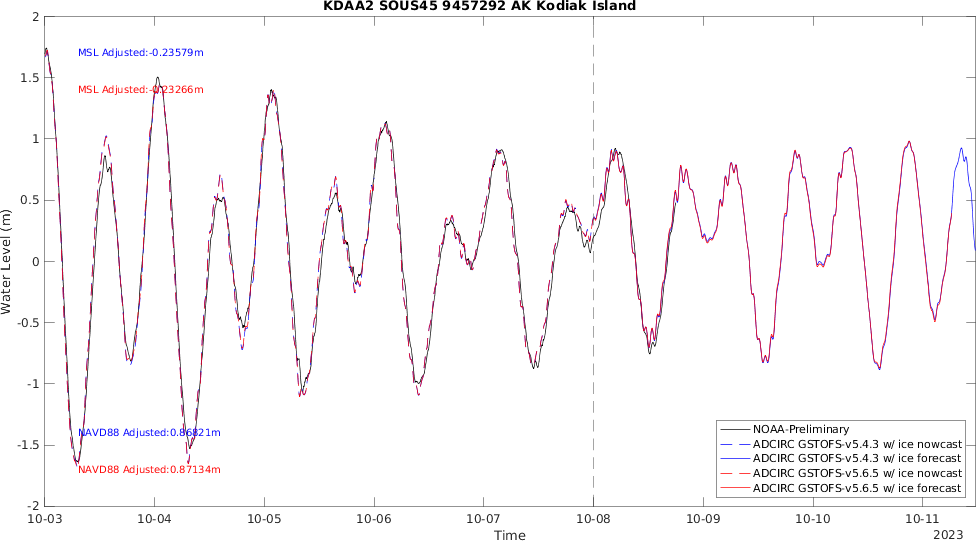 KDAA2 SOUS45 9457292 AK Kodiak Island
2
1.5
1
0.5
0
-0.5
-1
-1.5
-2
Water Level (m)
MSL Adjusted:-0.23579m
MSL Adjusted:-0.23266m
NAVD88 Adjusted:0.86821m
NAVD88 Adjusted:0.87134m
NOAA-Preliminary
ADCIRC GSTOFS-v5.4.3 w/ ice nowcast
ADCIRC GSTOFS-v5.4.3 w/ ice forecast
ADCIRC GSTOFS-v5.6.5 w/ ice nowcast
ADCIRC GSTOFS-v5.6.5 w/ ice forecast
10-03 10-04 10-05 10-06 10-07 10-08 10-09 10-10 10-11
Time
2023